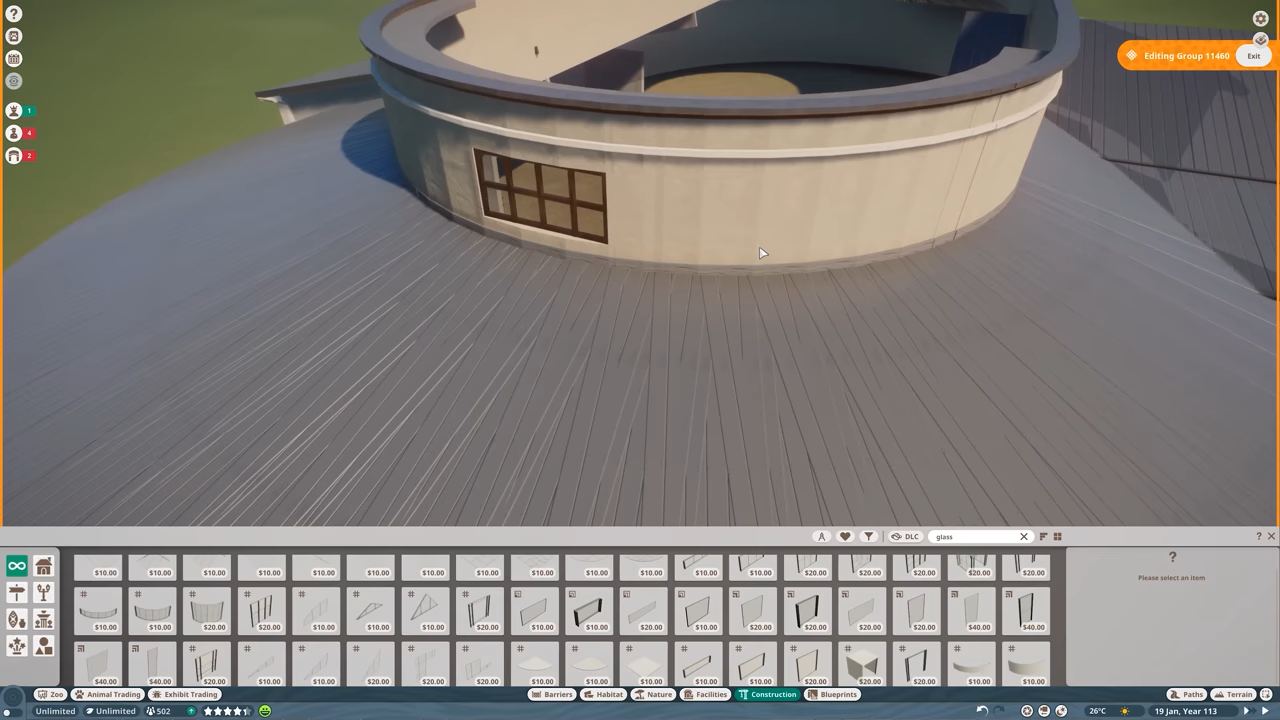 Editing Group 11460
Exit
1
4
2
DLC
glass
$10.00 $10.00 $10.00 $10.00 $10.00 $10.00 $10.00 $10.00 $10.00 $10.00 $10.00 $10.00 $10.00 $20.00 $20.00 $20.00 $20.00 $20.00
$10.00 $10.00 $20.00 $20.00 $10.00 $10.00 $10.00 $20.00 $10.00 $10.00 $10.00 $10.00 $20.00 $20.00 $20.00 $20.00 $40.00 $40.00
$40.00 $40.00 $20.00 $10.00 $10.00 $20.00 $20.00 $20.00 $10.00 $10.00 $10.00 $10.00 $20.00 $20.00 $20.00 $20.00 $10.00 $10.00
?
Please select an item
Zoo Animal Trading Exhibit Trading Barriers Habitat Nature Facilities Construction Blueprints Paths Terrain
Unlimited Unlimited 502 26°C 19 Jan, Year 113